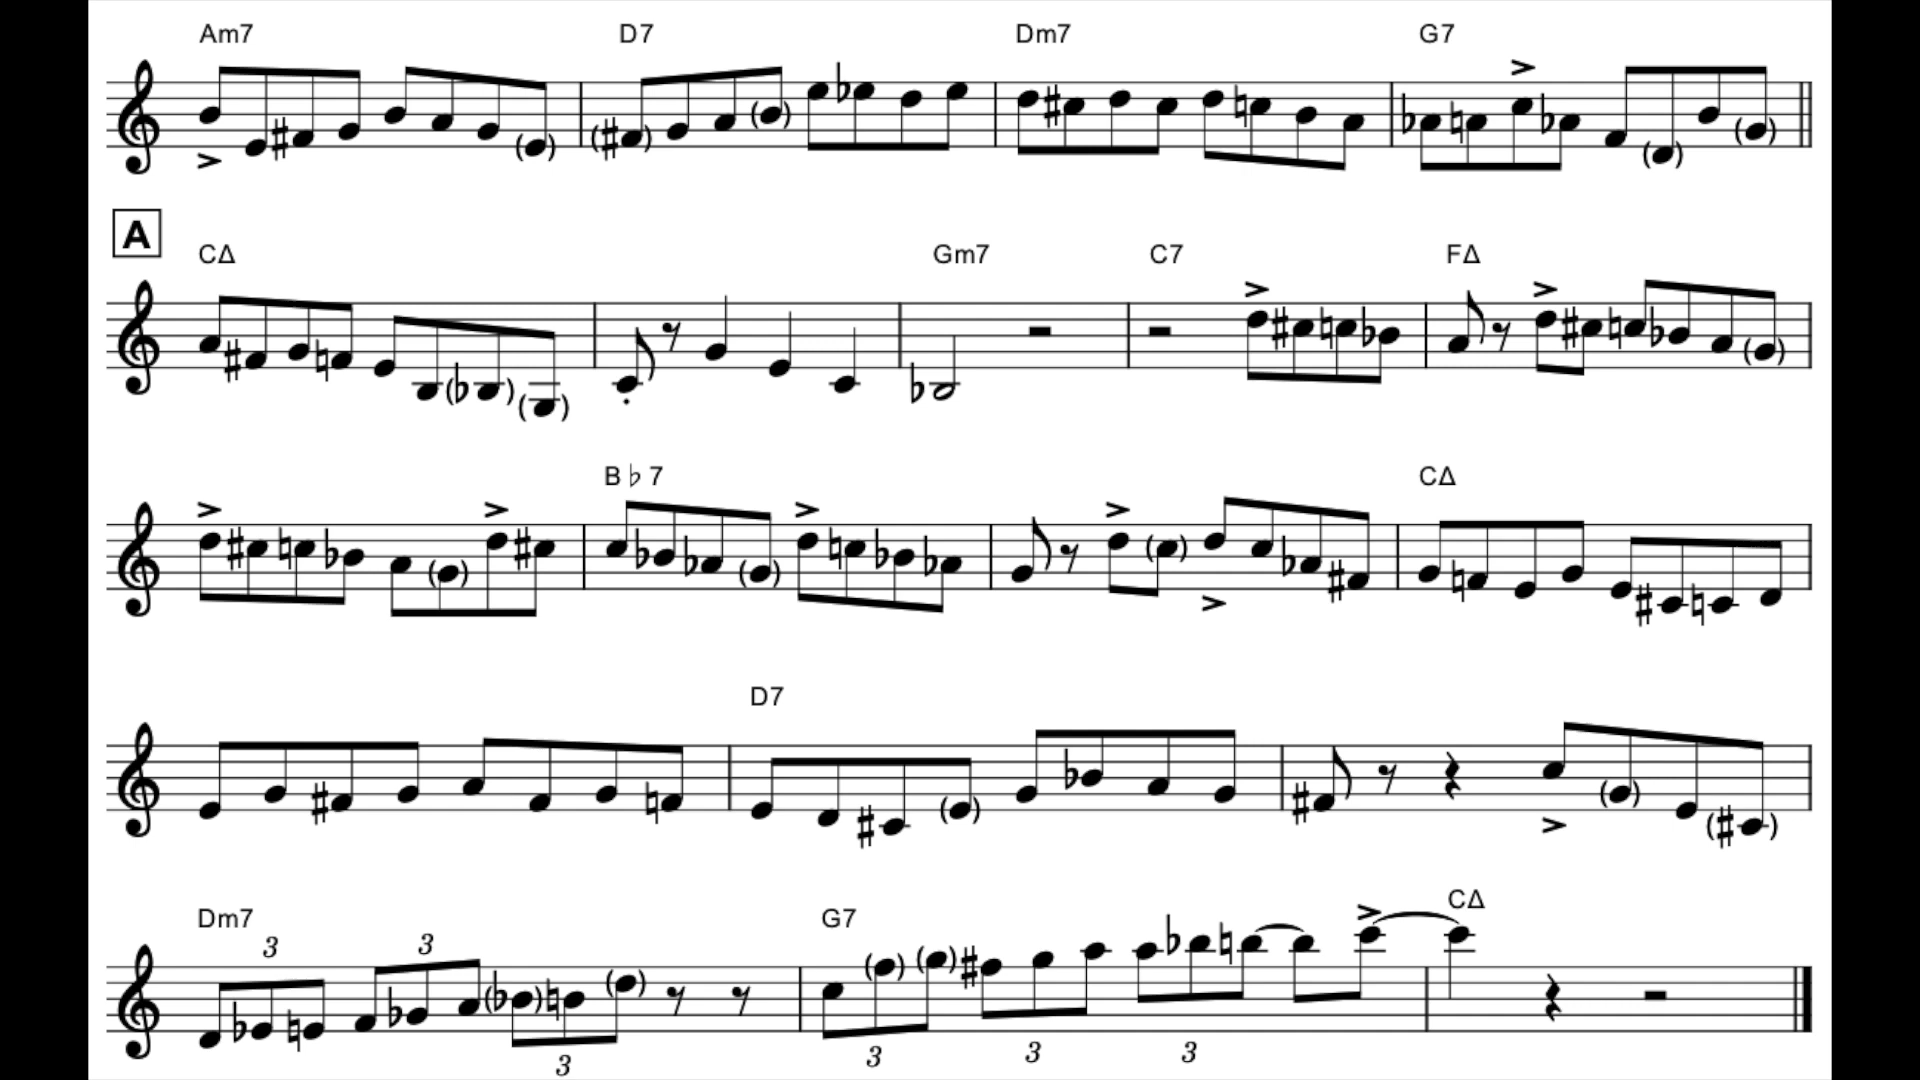 Am7 D7 Dm7 G7
A
CΔ Gm7 C7 FΔ
B♭7 CΔ
D7
Dm7 G7 CΔ
3 3
3 3 3 3